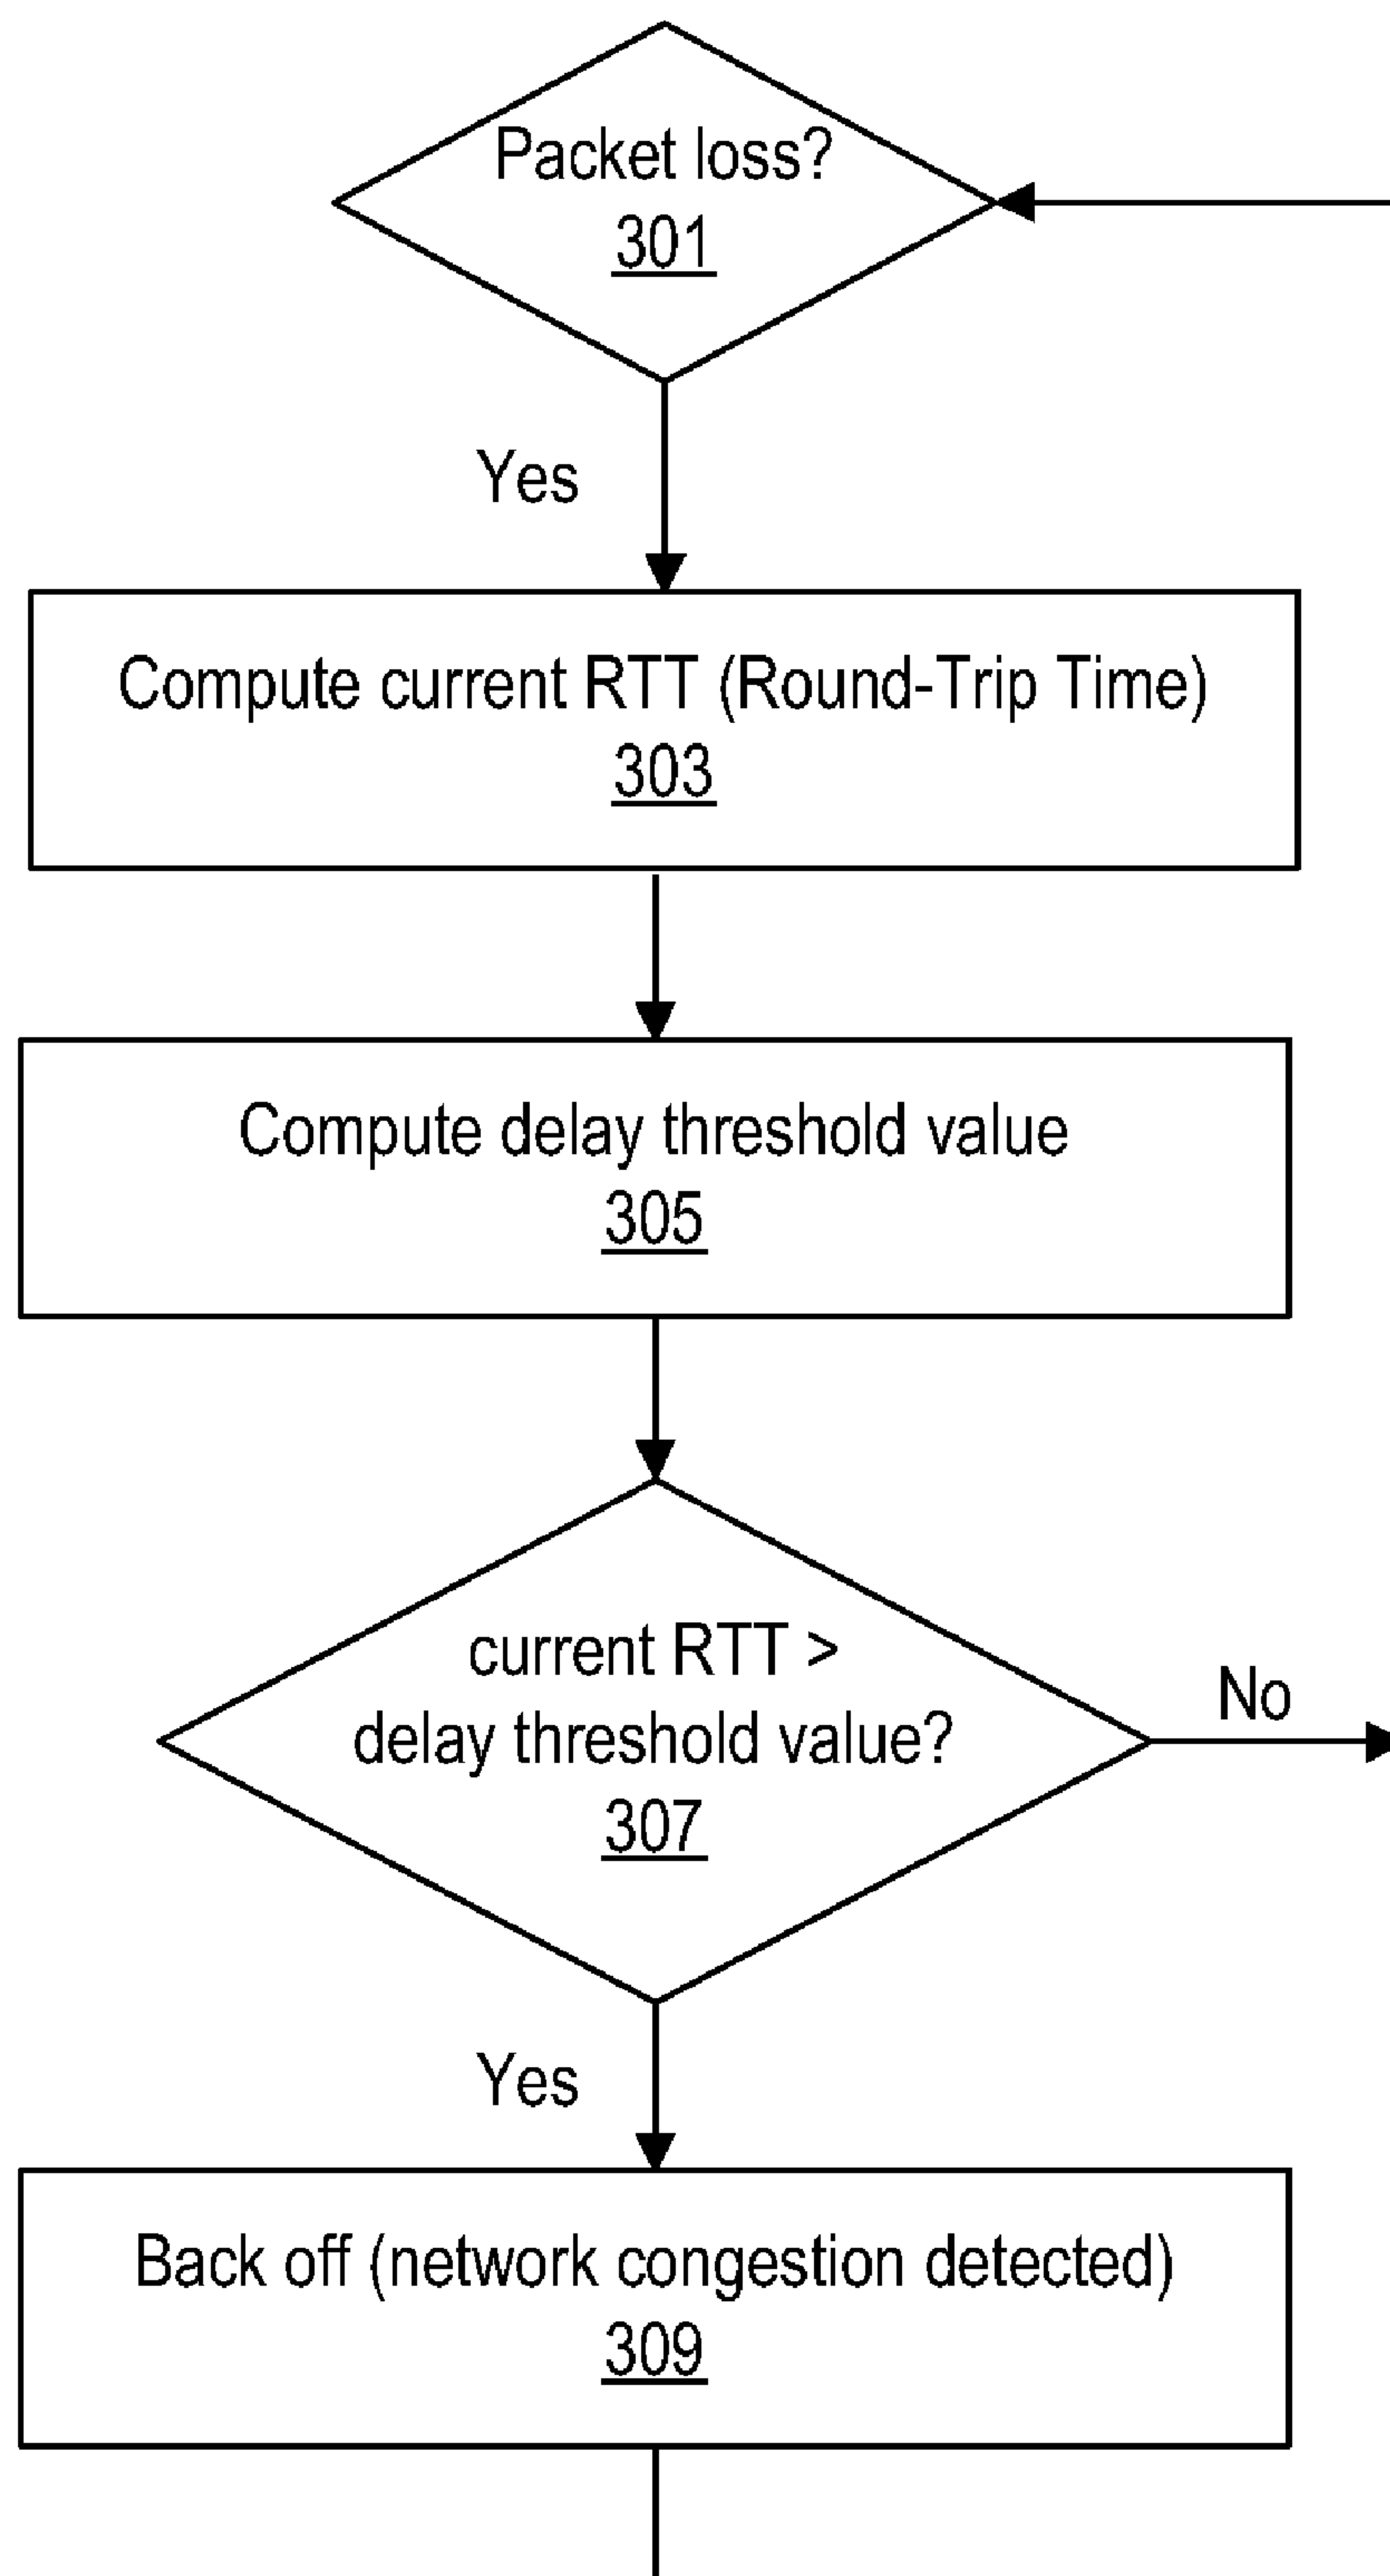 Packet loss?
301
Yes
Compute current RTT (Round-Trip Time)
303
Compute delay threshold value
305
current RTT >
delay threshold value?
307
No
Yes
Back off (network congestion detected)
309